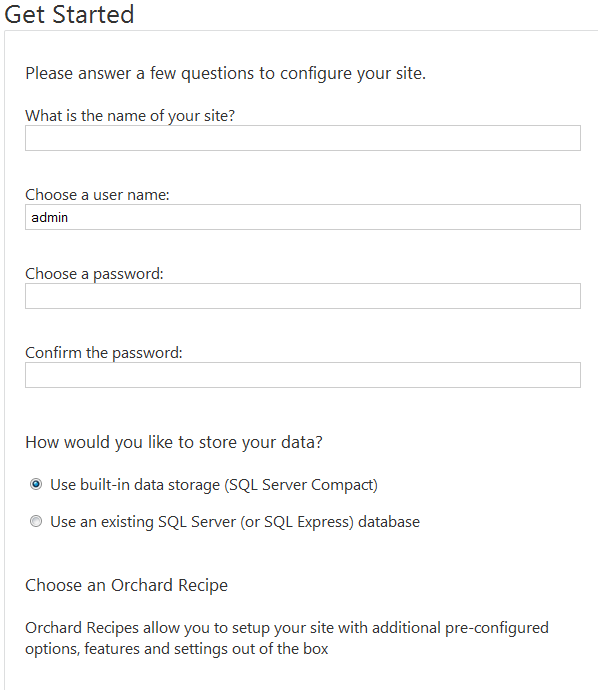 Get Started
Please answer a few questions to configure your site.
What is the name of your site?
Choose a user name:
admin
Choose a password:
Confirm the password:
How would you like to store your data?
Use built-in data storage (SQL Server Compact)
Use an existing SQL Server (or SQL Express) database
Choose an Orchard Recipe
Orchard Recipes allow you to setup your site with additional pre-configured
options, features and settings out of the box